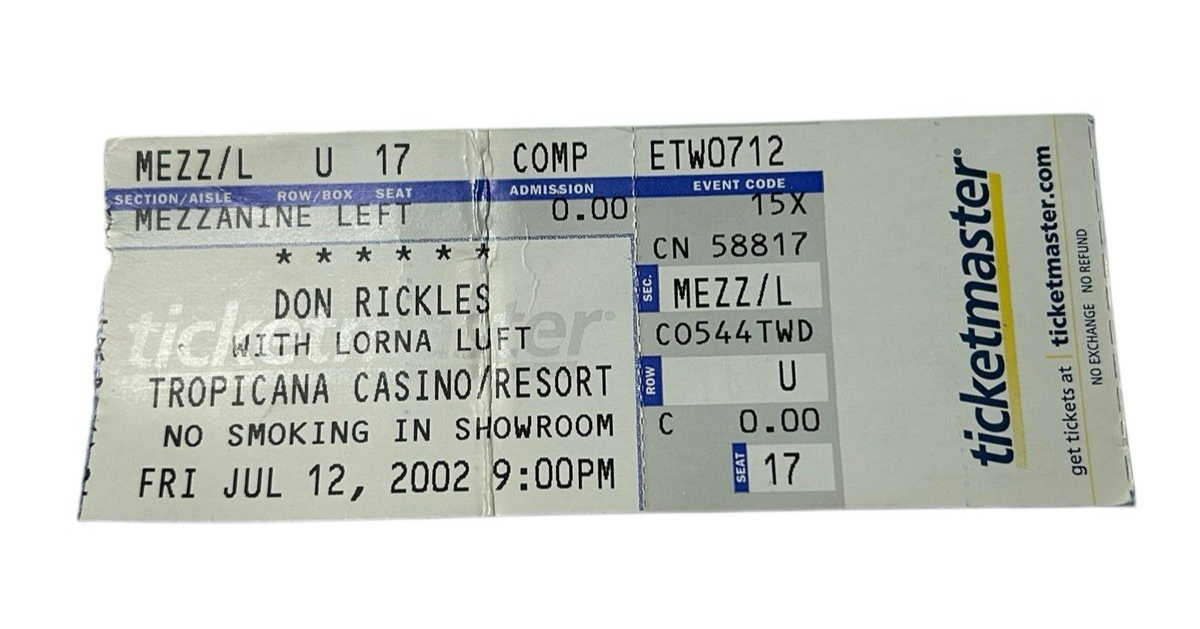 MEZZ/L U 17 COMP ETW0712
SECTION/AISLE ROW/BOX SEAT ADMISSION EVENT CODE
MEZZANINE LEFT 0.00 15X
* * * * * *
DON RICKLES
WITH LORNA LUFT
TROPICANA CASINO/RESORT
NO SMOKING IN SHOWROOM
FRI JUL 12, 2002 9:00PM
ticketmaster®
CN 58817
SEC. MEZZ/L
CO544TWD
ROW U
C 0.00
SEAT 17
ticketmaster®
get tickets at | ticketmaster.com
NO EXCHANGE NO REFUND